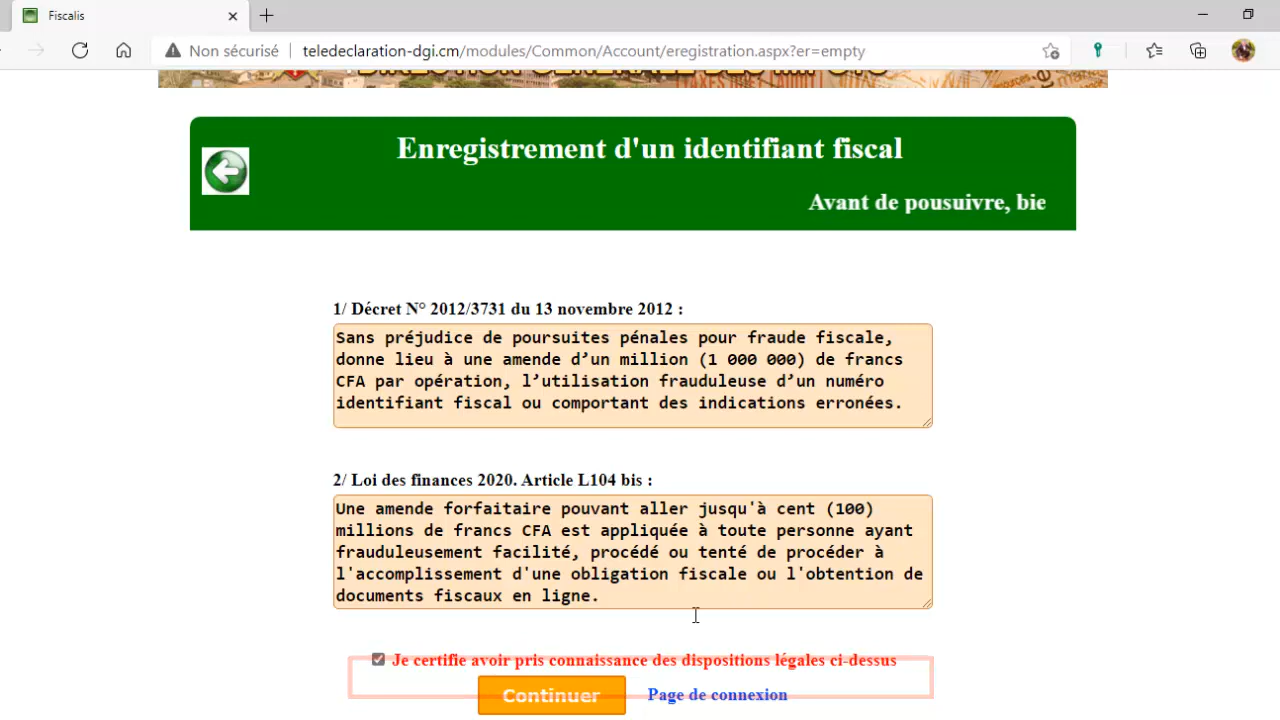 Fiscalis
Non sécurisé
teledeclaration-dgi.cm/modules/Common/Account/eregistration.aspx?er=empty
Enregistrement d'un identifiant fiscal
Avant de pousuivre, bie
1/ Décret N° 2012/3731 du 13 novembre 2012 :
Sans préjudice de poursuites pénales pour fraude fiscale,
donne lieu à une amende d’un million (1 000 000) de francs
CFA par opération, l’utilisation frauduleuse d’un numéro
identifiant fiscal ou comportant des indications erronées.
2/ Loi des finances 2020. Article L104 bis :
Une amende forfaitaire pouvant aller jusqu'à cent (100)
millions de francs CFA est appliquée à toute personne ayant
frauduleusement facilité, procédé ou tenté de procéder à
l'accomplissement d'une obligation fiscale ou l'obtention de
documents fiscaux en ligne.
Je certifie avoir pris connaissance des dispositions légales ci-dessus
Continuer
Page de connexion